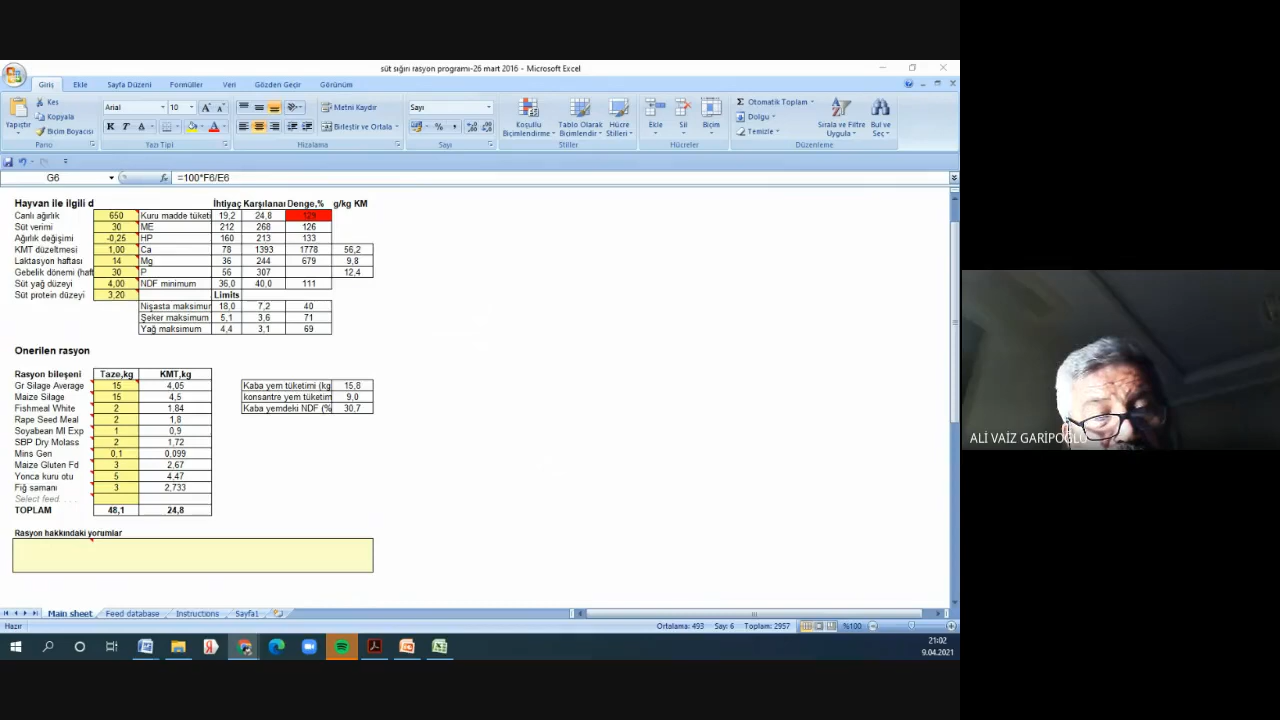 süt sığırı rasyon programı-26 mart 2016 - Microsoft Excel
Giriş Ekle Sayfa Düzeni Formüller Veri Gözden Geçir Görünüm
Kes
Kopyala
Biçim Boyacısı
Yapıştır
Pano
Arial 10
K T A
Yazı Tipi
Metni Kaydır
Birleştir ve Ortala
Hizalama
Sayı
Sayı
Koşullu Biçimlendirme
Tablo Olarak Biçimlendir
Hücre Stilleri
Stiller
Ekle Sil Biçim
Hücreler
Otomatik Toplam
Dolgu
Temizle
Sırala ve Filtre Uygula
Bul ve Seç
Düzenleme
G6 fx =100*F6/E6
Hayvan ile ilgili d İhtiyaç Karşılanan Denge,% g/kg KM
Canlı ağırlık 650 Kuru madde tüketi 19,2 24,8 129
Süt verimi 30 ME 212 268 126
Ağırlık değişimi -0,25 HP 160 213 133
KMT düzeltmesi 1,00 Ca 78 1393 1778 56,2
Laktasyon haftası 14 Mg 36 244 679 9,8
Gebelik dönemi (haft 30 P 56 307 12,4
Süt yağ düzeyi 4,00 NDF minimum 36,0 40,0 111
Süt protein düzeyi 3,20 Limits
Nişasta maksimum 18,0 7,2 40
Şeker maksimum 5,1 3,6 71
Yağ maksimum 4,4 3,1 69
Onerilen rasyon
Rasyon bileşeni Taze,kg KMT,kg
Gr Silage Average 15 4,05 Kaba yem tüketimi (kg 15,8
Maize Silage 15 4,5 konsantre yem tüketim 9,0
Fishmeal White 2 1,84 Kaba yemdeki NDF (% 30,7
Rape Seed Meal 2 1,8
Soyabean Ml Exp 1 0,9
SBP Dry Molass 2 1,72
Mins Gen 0,1 0,099
Maize Gluten Fd 3 2,67
Yonca kuru otu 5 4,47
Fiğ samanı 3 2,733
Select feed . . .
TOPLAM 48,1 24,8
Rasyon hakkındaki yorumlar
Main sheet Feed database Instructions Sayfa1
Hazır Ortalama: 493 Say: 6 Toplam: 2957 %100
21:02
9.04.2021
ALİ VAİZ GARİPOĞLU